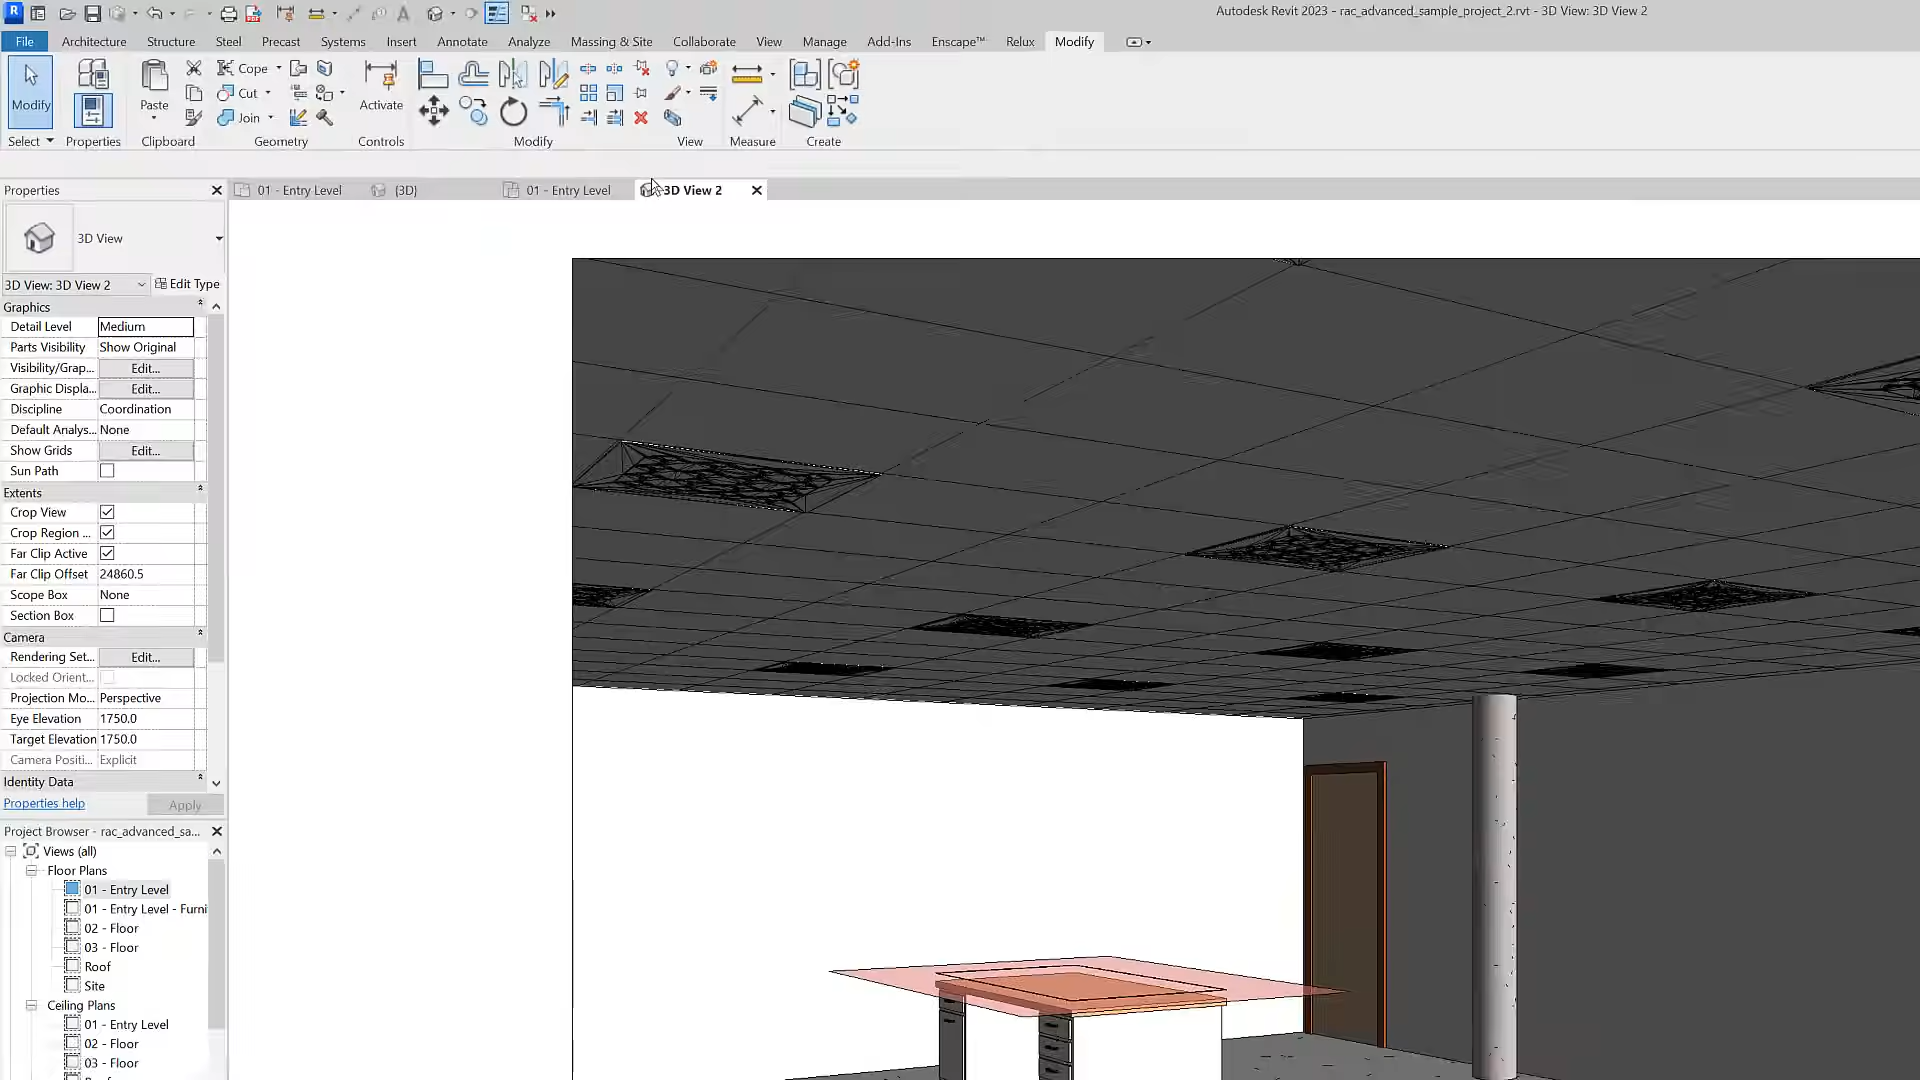 Autodesk Revit 2023 - rac_advanced_sample_project_2.rvt - 3D View: 3D View 2
File Architecture Structure Steel Precast Systems Insert Annotate Analyze Massing & Site Collaborate View Manage Add-Ins Enscape™ Relux Modify
Modify
Paste
Cope
Cut
Join
Activate
Select Properties Clipboard Geometry Controls Modify View Measure Create
Properties
01 - Entry Level (3D) 01 - Entry Level 3D View 2
3D View
3D View: 3D View 2 Edit Type
Graphics
Detail Level Medium
Parts Visibility Show Original
Visibility/Grap... Edit...
Graphic Displa... Edit...
Discipline Coordination
Default Analys... None
Show Grids Edit...
Sun Path
Extents
Crop View
Crop Region ...
Far Clip Active
Far Clip Offset 24860.5
Scope Box None
Section Box
Camera
Rendering Set... Edit...
Locked Orient...
Projection Mo... Perspective
Eye Elevation 1750.0
Target Elevation 1750.0
Camera Positi... Explicit
Identity Data
Properties help Apply
Project Browser - rac_advanced_sa...
Views (all)
Floor Plans
01 - Entry Level
01 - Entry Level - Furni
02 - Floor
03 - Floor
Roof
Site
Ceiling Plans
01 - Entry Level
02 - Floor
03 - Floor